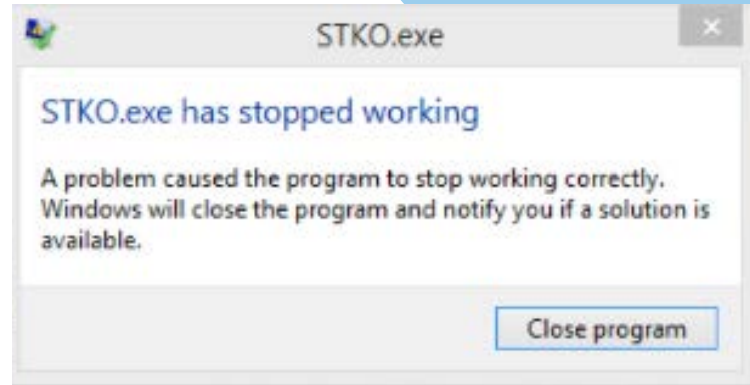 STKO.exe
STKO.exe has stopped working
A problem caused the program to stop working correctly.
Windows will close the program and notify you if a solution is
available.
Close program